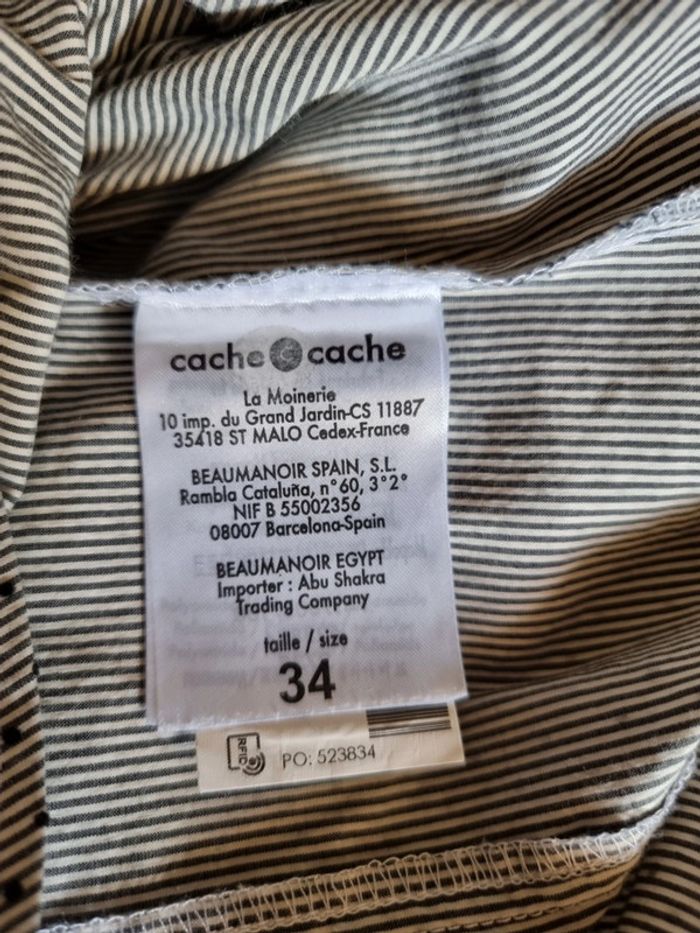 cache cache
La Moinerie
10 imp. du Grand Jardin-CS 11887
35418 ST MALO Cedex-France
BEAUMANOIR SPAIN, S.L.
Rambla Cataluña, n°60, 3°2°
NIF B 55002356
08007 Barcelona-Spain
BEAUMANOIR EGYPT
Importer : Abu Shakra
Trading Company
taille / size
34
RFID
PO: 523834